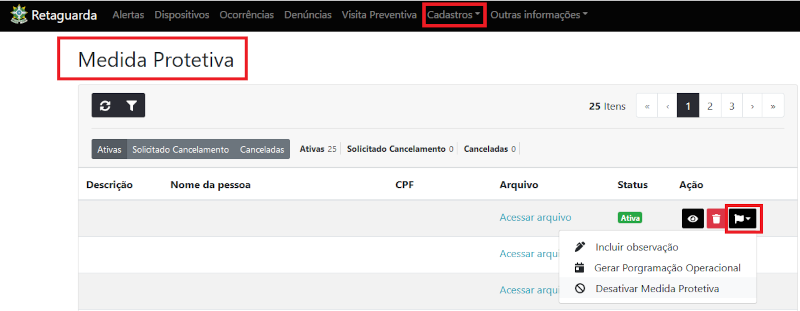 Retaguarda Alertas Dispositivos Ocorrências Denúncias Visita Preventiva Cadastros Outras informações
Medida Protetiva
25 Itens « ‹ 1 2 3 › »
Ativas Solicitado Cancelamento Canceladas Ativas 25 Solicitado Cancelamento 0 Canceladas 0
Descrição Nome da pessoa CPF Arquivo Status Ação
Acessar arquivo Ativa
Incluir observação
Acessar arqu
Gerar Porgramação Operacional
Acessar arqu
Desativar Medida Protetiva